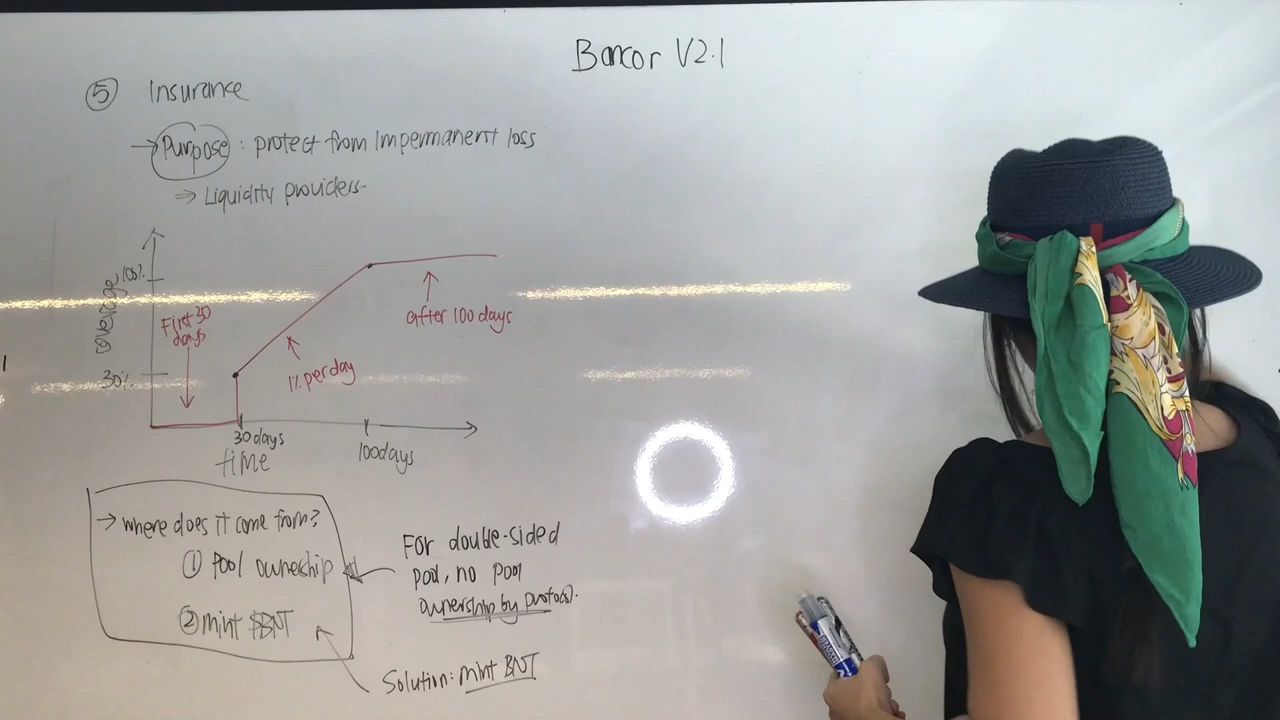 Bancor V2.1
⑤ Insurance
→ Purpose : protect from Impermanent loss
⇒ Liquidity providers
coverage
100%
30%
First 30
days
1% per day
after 100 days
30 days
100days
time
→ where does it come from?
① Pool ownership
② mint $BNT
For double-sided
pool, no pool
ownership by protocol.
Solution: mint BNT